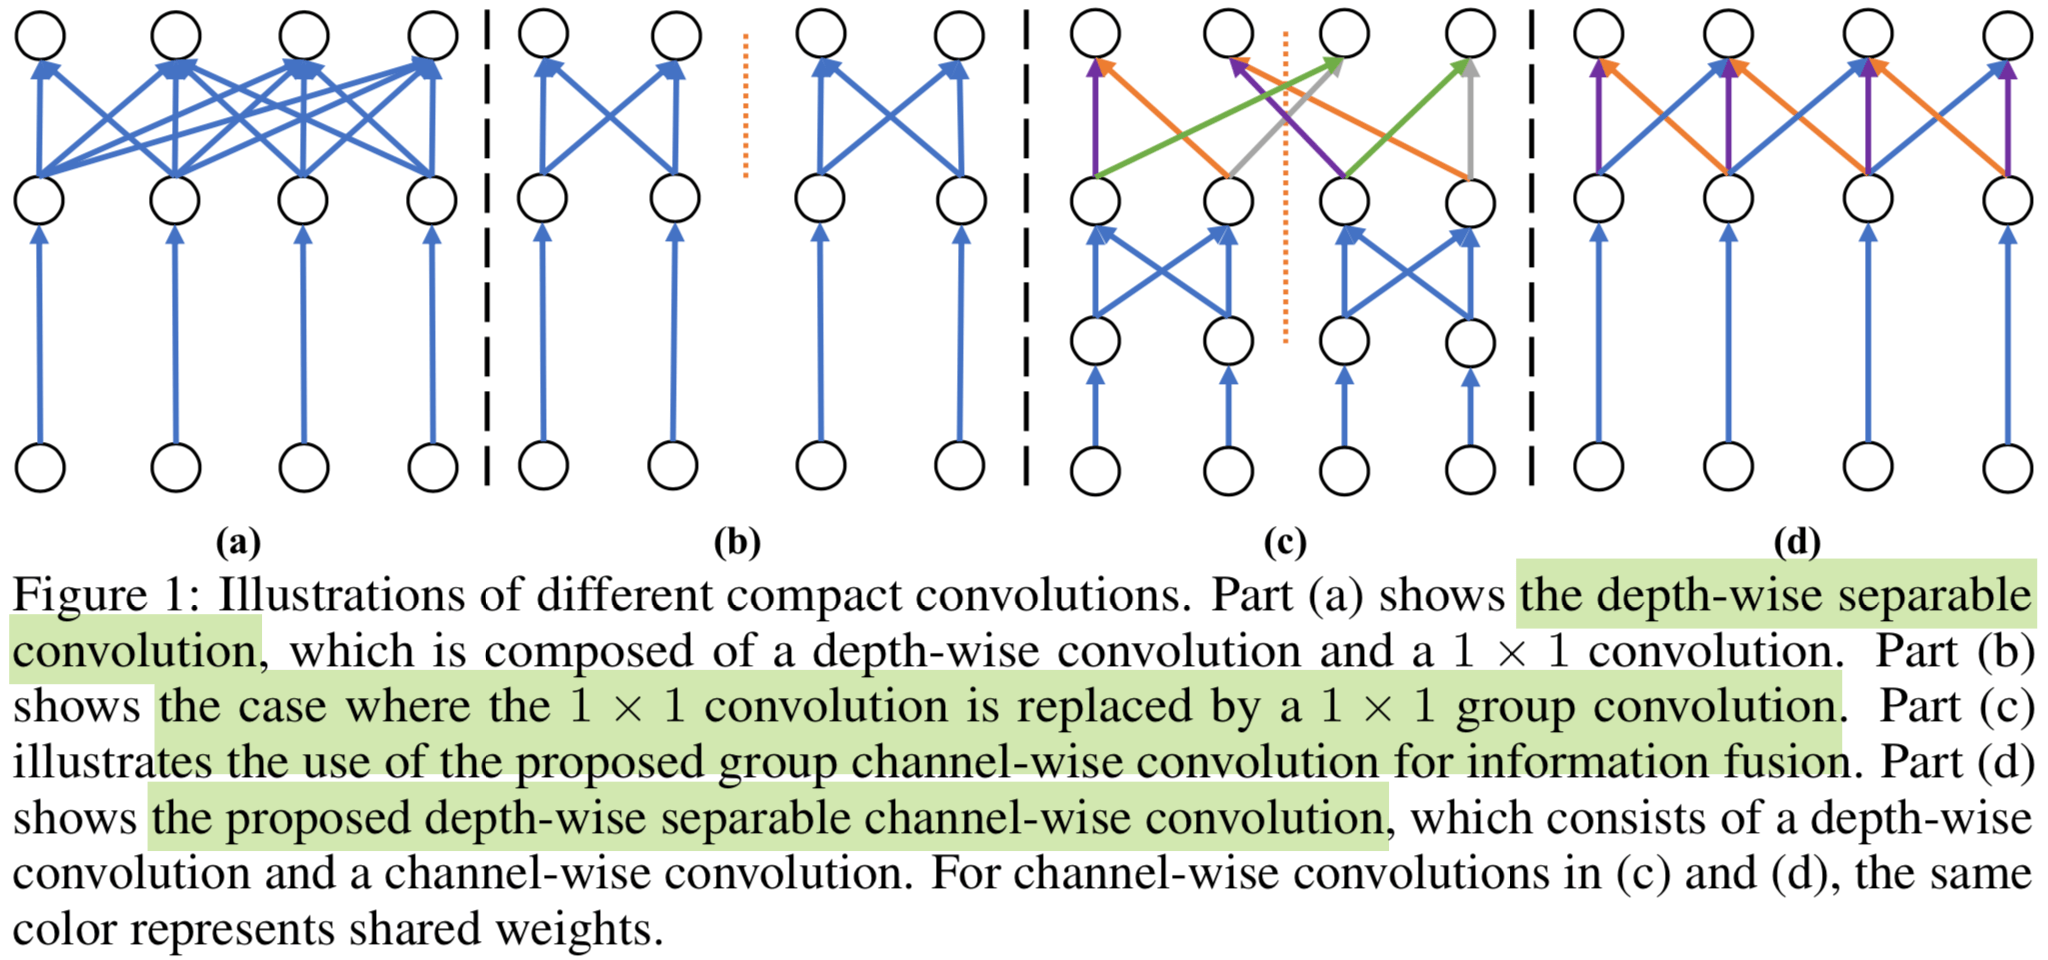 (a) (b) (c) (d)
Figure 1: Illustrations of different compact convolutions. Part (a) shows the depth-wise separable
convolution, which is composed of a depth-wise convolution and a 1 × 1 convolution. Part (b)
shows the case where the 1 × 1 convolution is replaced by a 1 × 1 group convolution. Part (c)
illustrates the use of the proposed group channel-wise convolution for information fusion. Part (d)
shows the proposed depth-wise separable channel-wise convolution, which consists of a depth-wise
convolution and a channel-wise convolution. For channel-wise convolutions in (c) and (d), the same
color represents shared weights.